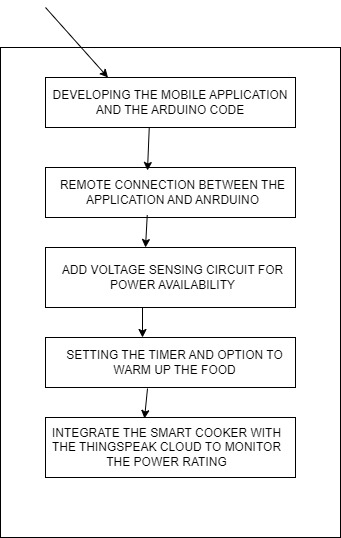 DEVELOPING THE MOBILE APPLICATION
AND THE ARDUINO CODE
REMOTE CONNECTION BETWEEN THE
APPLICATION AND ANRDUINO
ADD VOLTAGE SENSING CIRCUIT FOR
POWER AVAILABILITY
SETTING THE TIMER AND OPTION TO
WARM UP THE FOOD
INTEGRATE THE SMART COOKER WITH
THE THINGSPEAK CLOUD TO MONITOR
THE POWER RATING